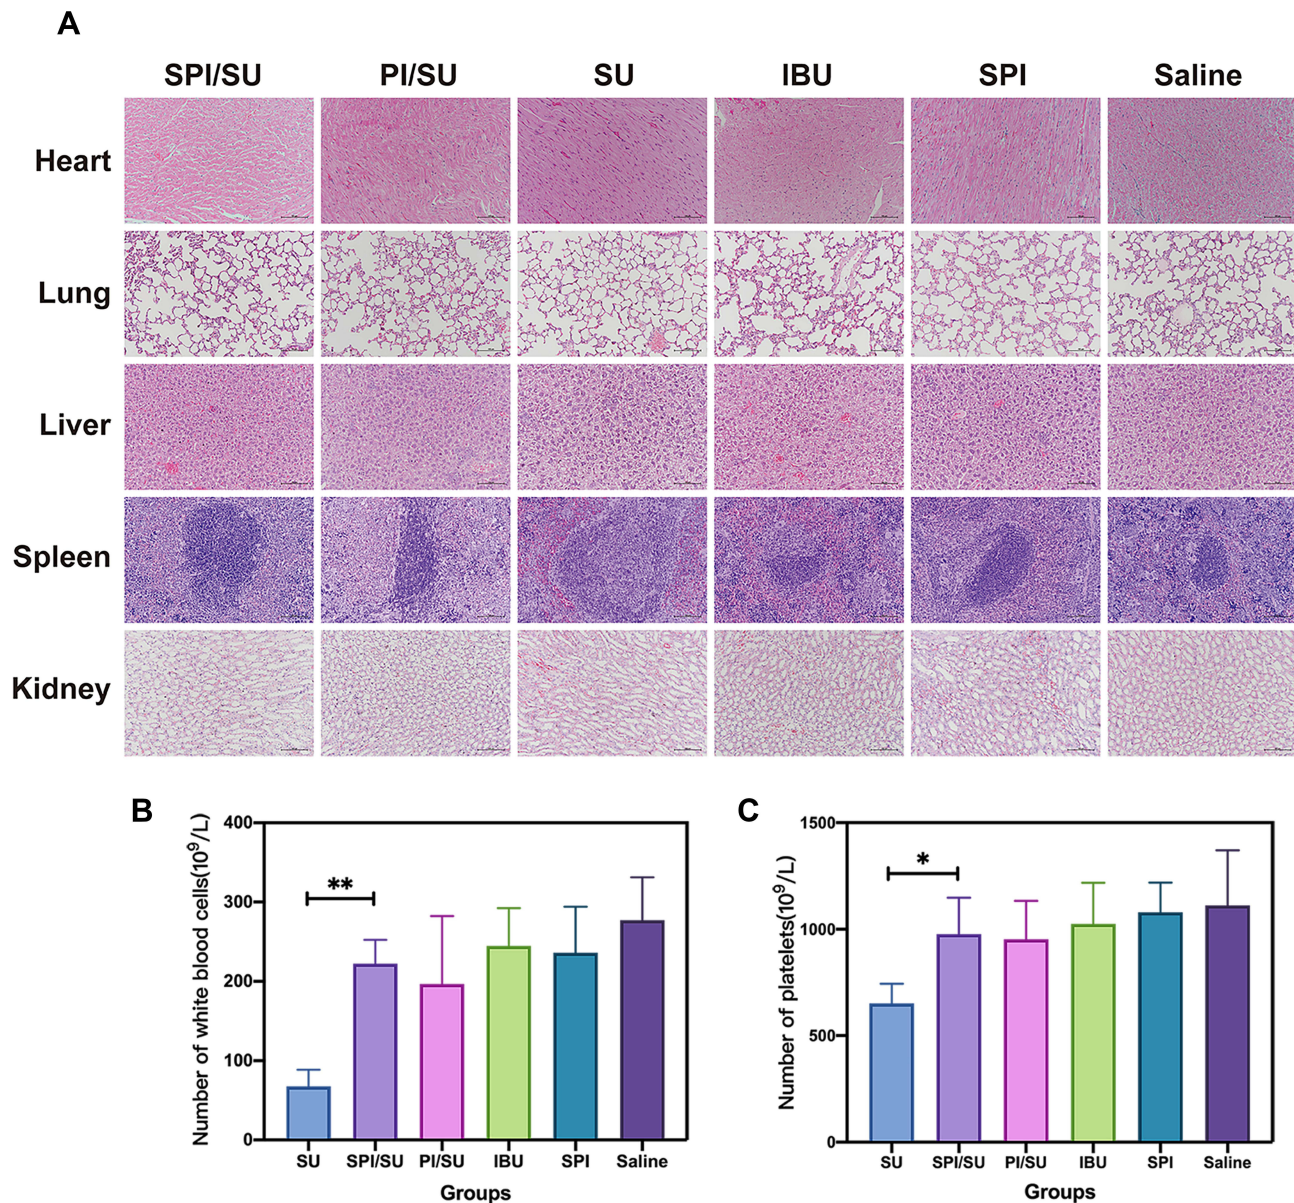 A
SPI/SU PI/SU SU IBU SPI Saline
Heart
Lung
Liver
Spleen
Kidney
B
Number of white blood cells(10⁹/L)
400
300
200
100
0
**
SU SPI/SU PI/SU IBU SPI Saline
Groups
C
Number of platelets(10⁹/L)
1500
1000
500
0
*
SU SPI/SU PI/SU IBU SPI Saline
Groups